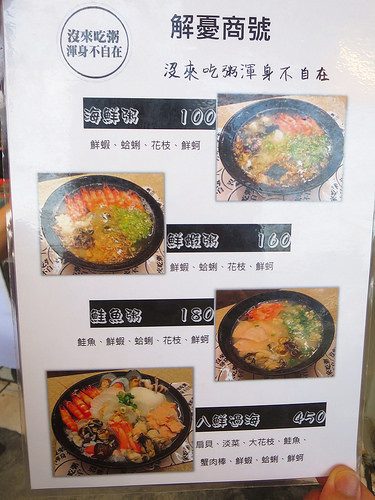 沒來吃粥
渾身不自在
解憂商號
沒來吃粥渾身不自在
海鮮粥 100
鮮蝦、蛤蜊、花枝、鮮蚵
鮮蝦粥 160
鮮蝦、蛤蜊、花枝、鮮蚵
鮭魚粥 180
鮭魚、鮮蝦、蛤蜊、花枝、鮮蚵
八鮮過海 450
扇貝、淡菜、大花枝、鮭魚、
蟹肉棒、鮮蝦、蛤蜊、鮮蚵